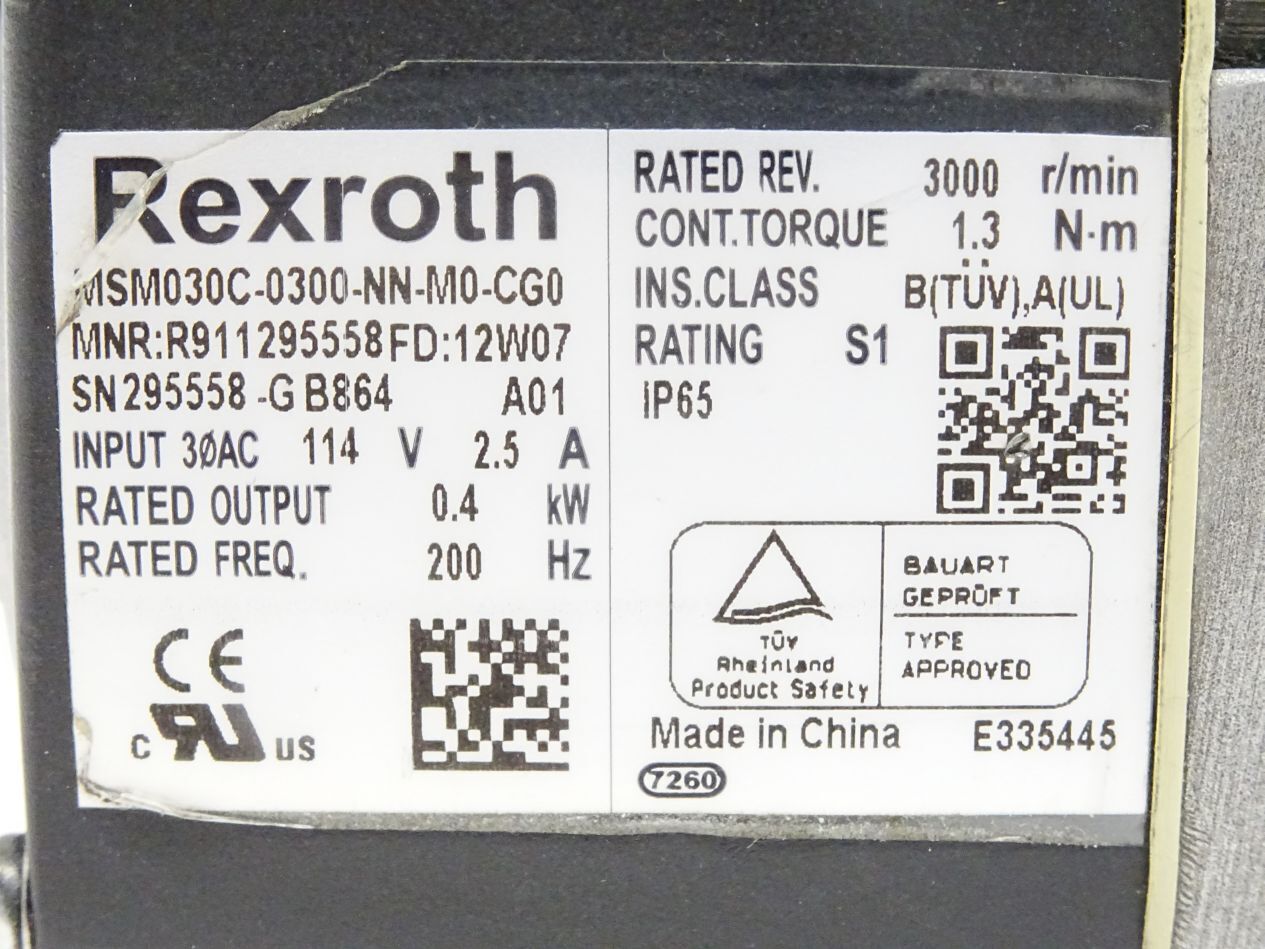 Rexroth
MSM030C-0300-NN-M0-CG0
MNR:R911295558 FD:12W07
SN295558 -GB864 A01
INPUT 3ØAC 114 V 2.5 A
RATED OUTPUT 0.4 kW
RATED FREQ. 200 Hz
CE
c RU US
RATED REV. 3000 r/min
CONT.TORQUE 1.3 N·m
INS.CLASS B(TÜV),A(UL)
RATING S1
IP65
TÜV
Rheinland
Product Safety
BAUART
GEPRÜFT
TYPE
APPROVED
Made in China E335445
7260